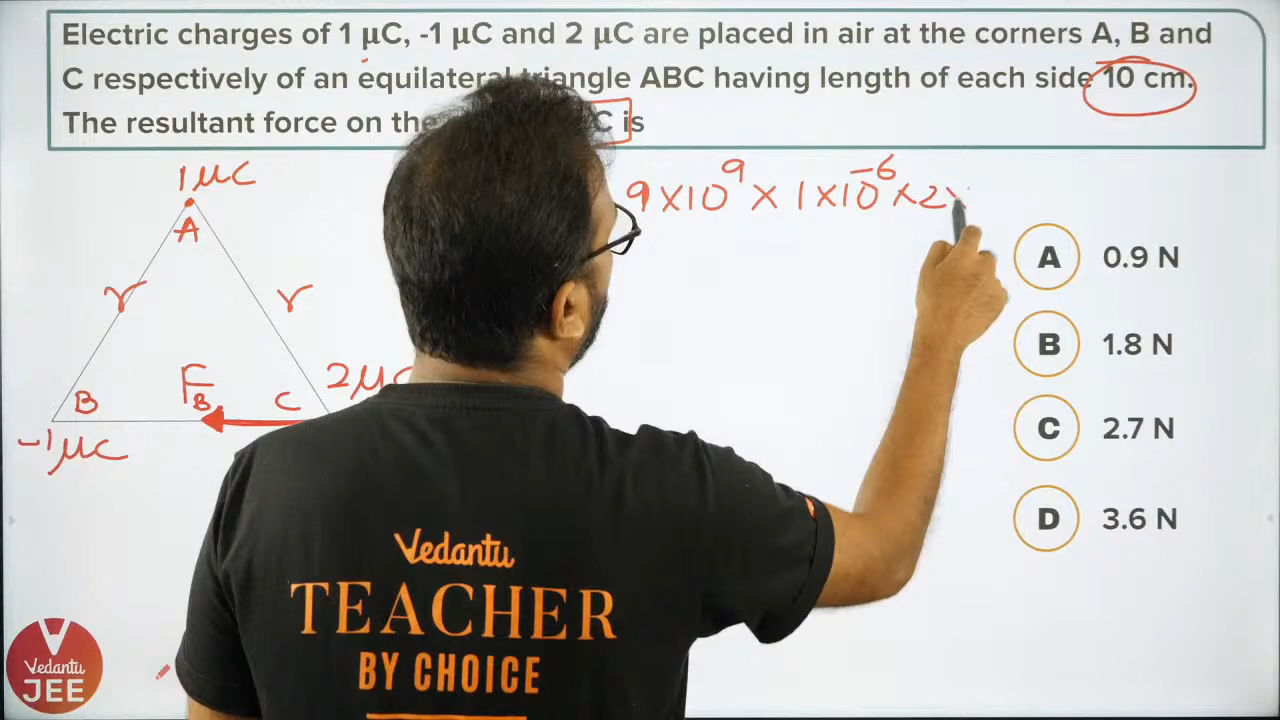 Electric charges of 1 μC, -1 μC and 2 μC are placed in air at the corners A, B and
C respectively of an equilateral triangle ABC having length of each side 10 cm.
The resultant force on the C is
1μC
A
r
r
B
F_B
C
2μC
-1μC
9×10⁹ × 1×10⁻⁶×2×
A 0.9 N
B 1.8 N
C 2.7 N
D 3.6 N
Vedantu
TEACHER
BY CHOICE
Vedantu
JEE